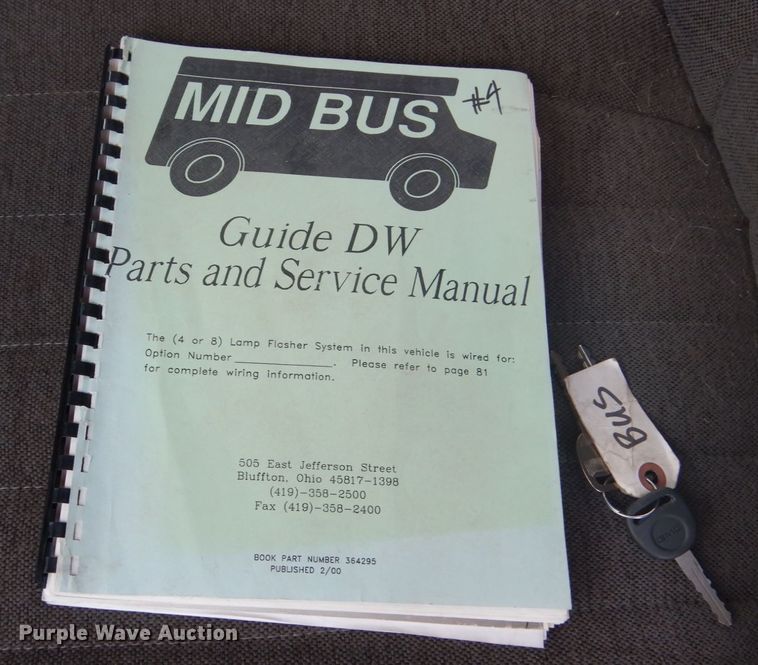 MID BUS
#4
Guide DW
Parts and Service Manual
The (4 or 8) Lamp Flasher System in this vehicle is wired for:
Option Number ____________. Please refer to page 81
for complete wiring information.
505 East Jefferson Street
Bluffton, Ohio 45817-1398
(419)-358-2500
Fax (419)-358-2400
BOOK PART NUMBER 364295
PUBLISHED 2/00
BUS
Purple Wave Auction